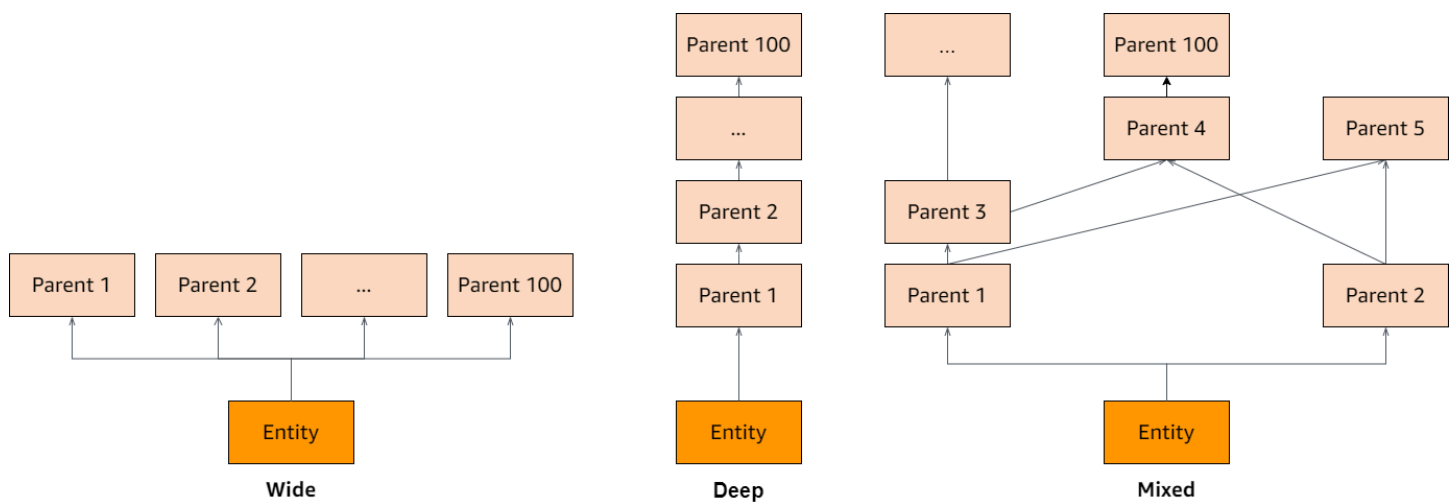 Parent 100
...
Parent 100
...
Parent 4
Parent 5
Parent 2
Parent 3
Parent 1
Parent 2
...
Parent 100
Parent 1
Parent 1
Parent 2
Entity
Entity
Entity
Wide
Deep
Mixed